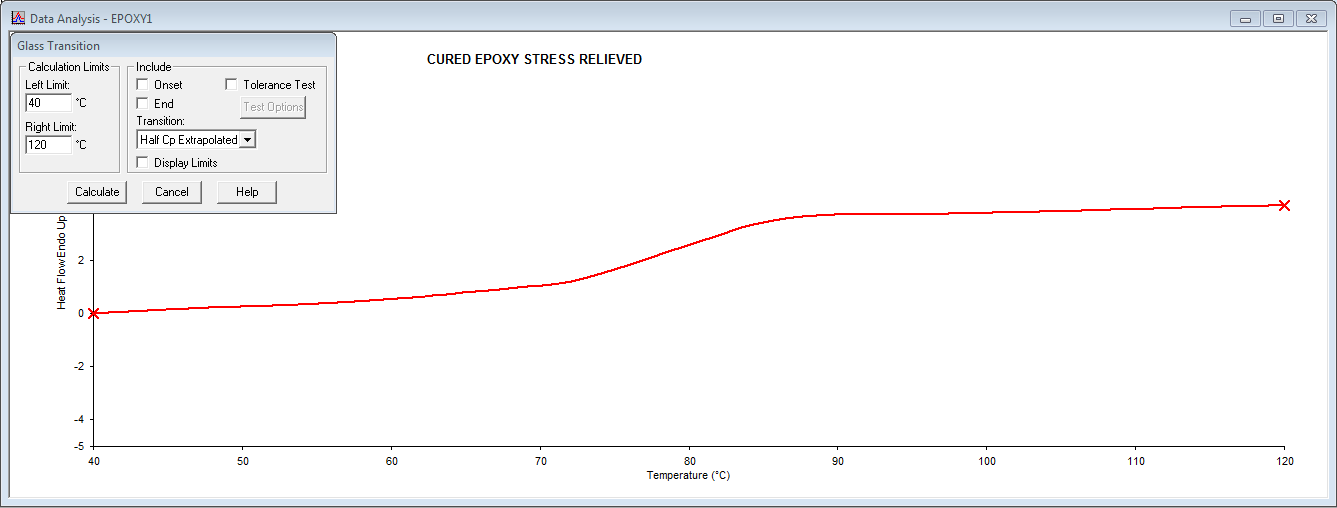 Data Analysis - EPOXY1
Glass Transition
Calculation Limits
Left Limit:
40 °C
Right Limit:
120 °C
Include
Onset
Tolerance Test
End
Test Options
Transition:
Half Cp Extrapolated
Display Limits
Calculate Cancel Help
CURED EPOXY STRESS RELIEVED
Heat Flow Endo Up
2
0
-2
-4
-5
40 50 60 70 80 90 100 110 120
Temperature (°C)